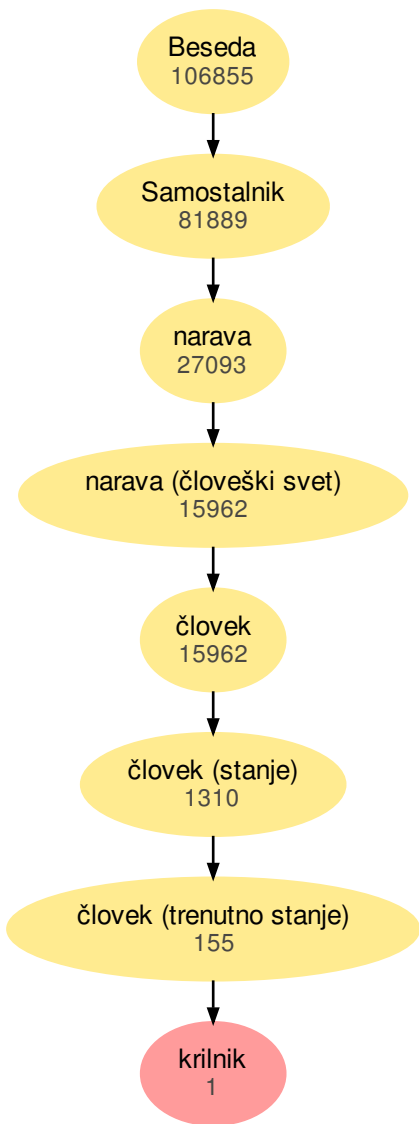 Beseda
106855
Samostalnik
81889
narava
27093
narava (človeški svet)
15962
človek
15962
človek (stanje)
1310
človek (trenutno stanje)
155
krilnik
1